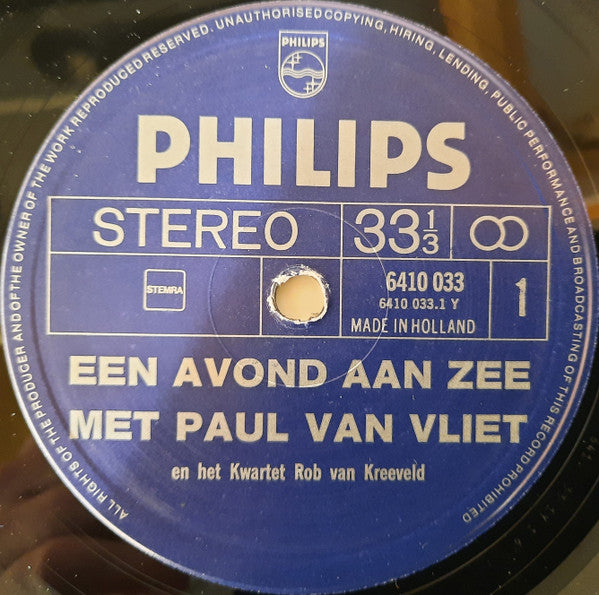 ALL RIGHTS OF THE PRODUCER AND OF THE OWNER OF THE WORK REPRODUCED RESERVED. UNAUTHORISED COPYING, HIRING, LENDING, PUBLIC PERFORMANCE AND BROADCASTING OF THIS RECORD PROHIBITED
PHILIPS
PHILIPS
STEREO 33 1/3
STEMRA
6410 033
6410 033.1 Y
MADE IN HOLLAND
1
EEN AVOND AAN ZEE
MET PAUL VAN VLIET
en het Kwartet Rob van Kreeveld